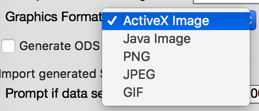 Graphics Format
✓ ActiveX Image
Java Image
PNG
Generate ODS
JPEG
GIF
Import generated
Prompt if data se